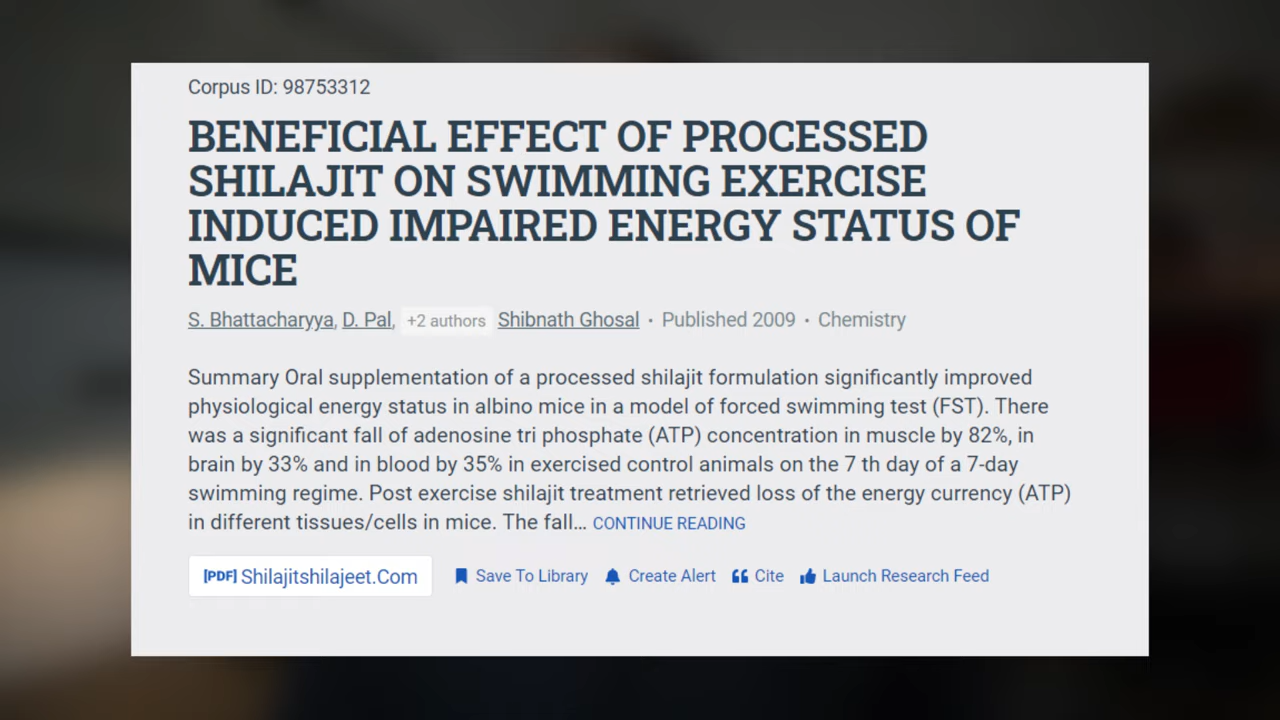 Corpus ID: 98753312
BENEFICIAL EFFECT OF PROCESSED
SHILAJIT ON SWIMMING EXERCISE
INDUCED IMPAIRED ENERGY STATUS OF
MICE
S. Bhattacharyya, D. Pal, +2 authors Shibnath Ghosal · Published 2009 · Chemistry
Summary Oral supplementation of a processed shilajit formulation significantly improved
physiological energy status in albino mice in a model of forced swimming test (FST). There
was a significant fall of adenosine tri phosphate (ATP) concentration in muscle by 82%, in
brain by 33% and in blood by 35% in exercised control animals on the 7 th day of a 7-day
swimming regime. Post exercise shilajit treatment retrieved loss of the energy currency (ATP)
in different tissues/cells in mice. The fall… CONTINUE READING
[PDF] Shilajitshilajeet.Com Save To Library Create Alert Cite Launch Research Feed